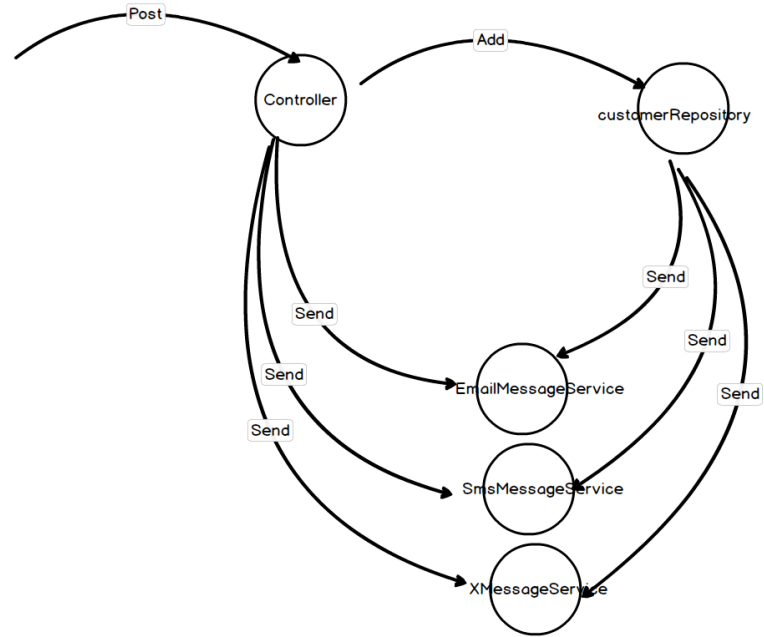 Post
Add
Controller
customerRepository
Send
Send
Send
Send
Send
EmailMessageService
Send
SmsMessageService
XMessageService